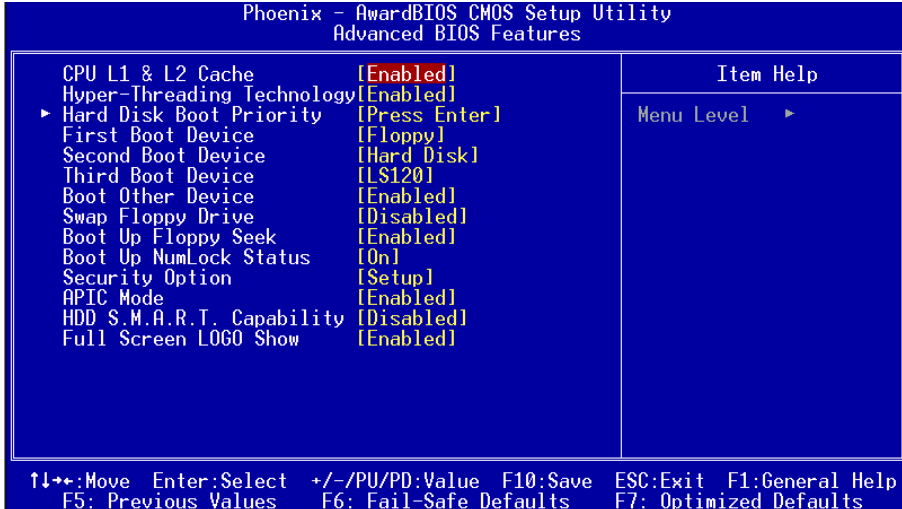 Phoenix - AwardBIOS CMOS Setup Utility
Advanced BIOS Features
CPU L1 & L2 Cache [Enabled]
Hyper-Threading Technology[Enabled]
► Hard Disk Boot Priority [Press Enter]
First Boot Device [Floppy]
Second Boot Device [Hard Disk]
Third Boot Device [LS120]
Boot Other Device [Enabled]
Swap Floppy Drive [Disabled]
Boot Up Floppy Seek [Enabled]
Boot Up NumLock Status [On]
Security Option [Setup]
APIC Mode [Enabled]
HDD S.M.A.R.T. Capability [Disabled]
Full Screen LOGO Show [Enabled]
Item Help
Menu Level ►
↑↓→←:Move Enter:Select +/-/PU/PD:Value F10:Save ESC:Exit F1:General Help
F5: Previous Values F6: Fail-Safe Defaults F7: Optimized Defaults